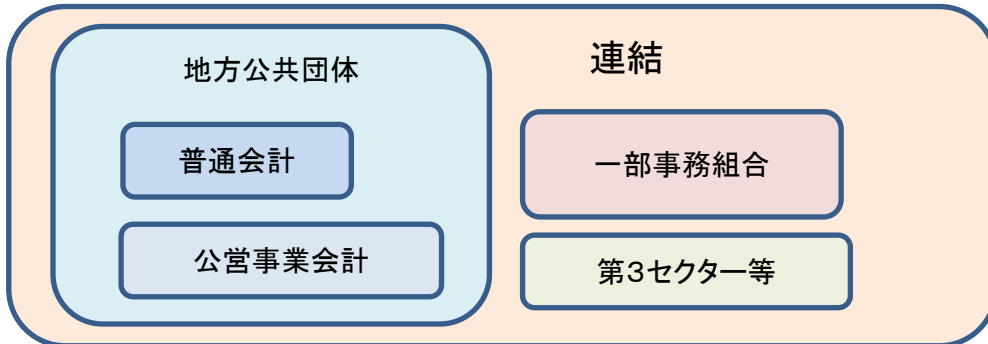 地方公共団体
連結
普通会計
一部事務組合
公営事業会計
第３セクター等